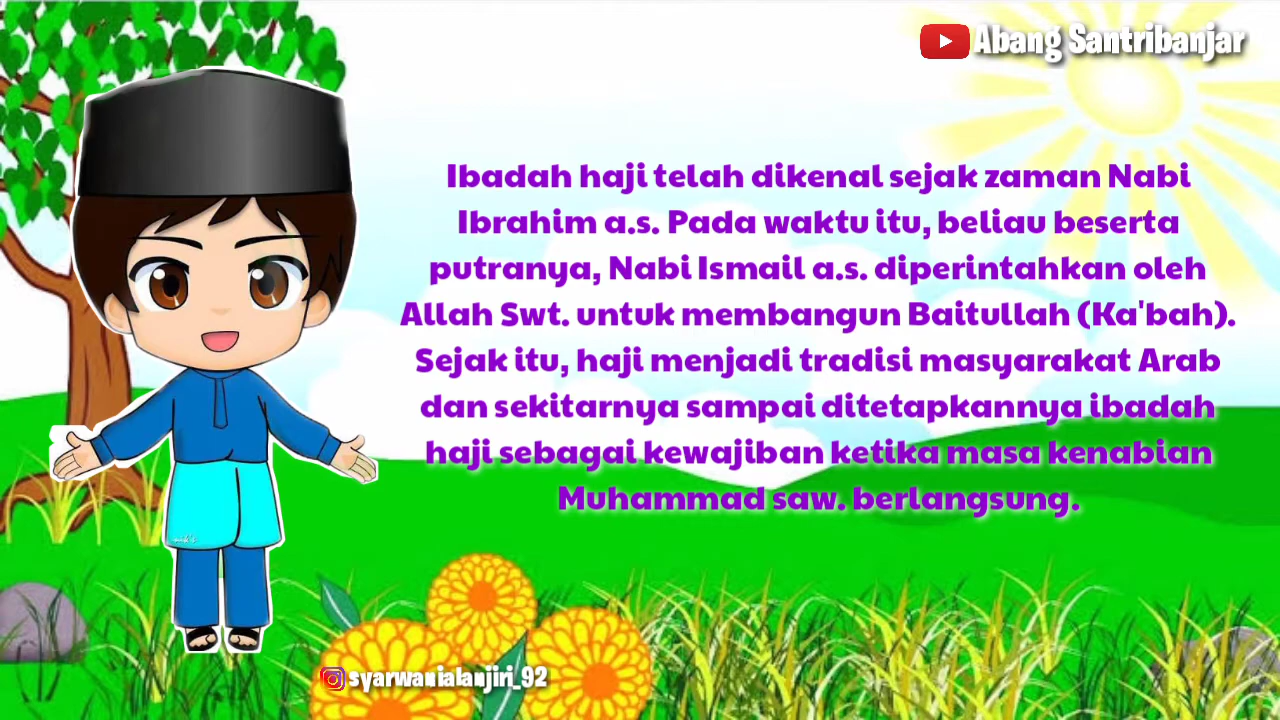 Abang Santribanjar
Ibadah haji telah dikenal sejak zaman Nabi
Ibrahim a.s. Pada waktu itu, beliau beserta
putranya, Nabi Ismail a.s. diperintahkan oleh
Allah Swt. untuk membangun Baitullah (Ka'bah).
Sejak itu, haji menjadi tradisi masyarakat Arab
dan sekitarnya sampai ditetapkannya ibadah
haji sebagai kewajiban ketika masa kenabian
Muhammad saw. berlangsung.
syarwanialanjiri_92